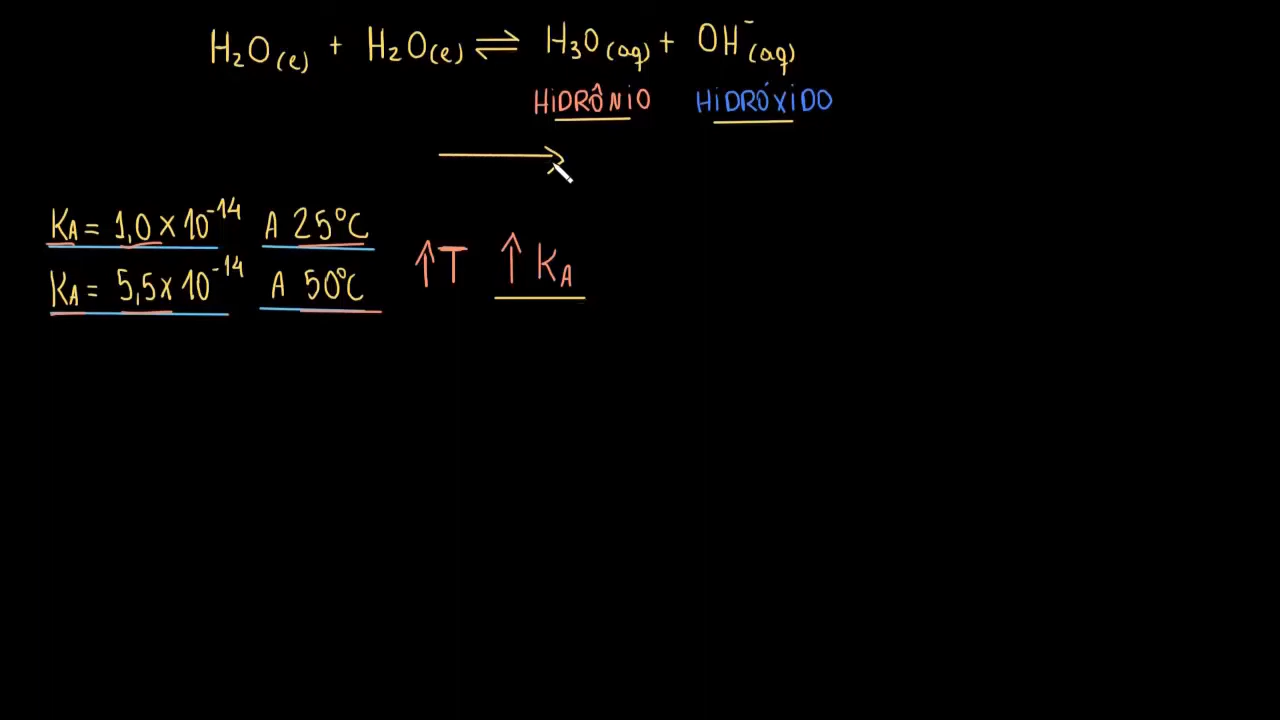 H₂O(l) + H₂O(l) ⇌ H₃O(aq) + OH⁻(aq)
HiDRÔNiO HiDRÓXiDO
→
KA = 1,0 x 10⁻¹⁴ A 25°C
↑T ↑KA
KA = 5,5 x 10⁻¹⁴ A 50°C